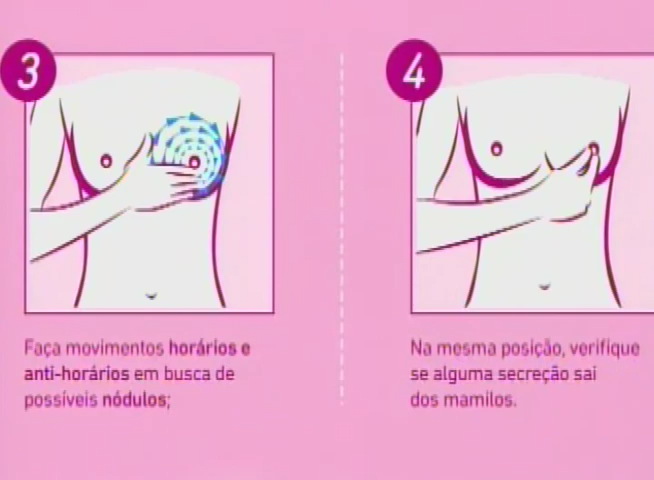 3
Faça movimentos horários e
anti-horários em busca de
possíveis nódulos;
4
Na mesma posição, verifique
se alguma secreção sai
dos mamilos.